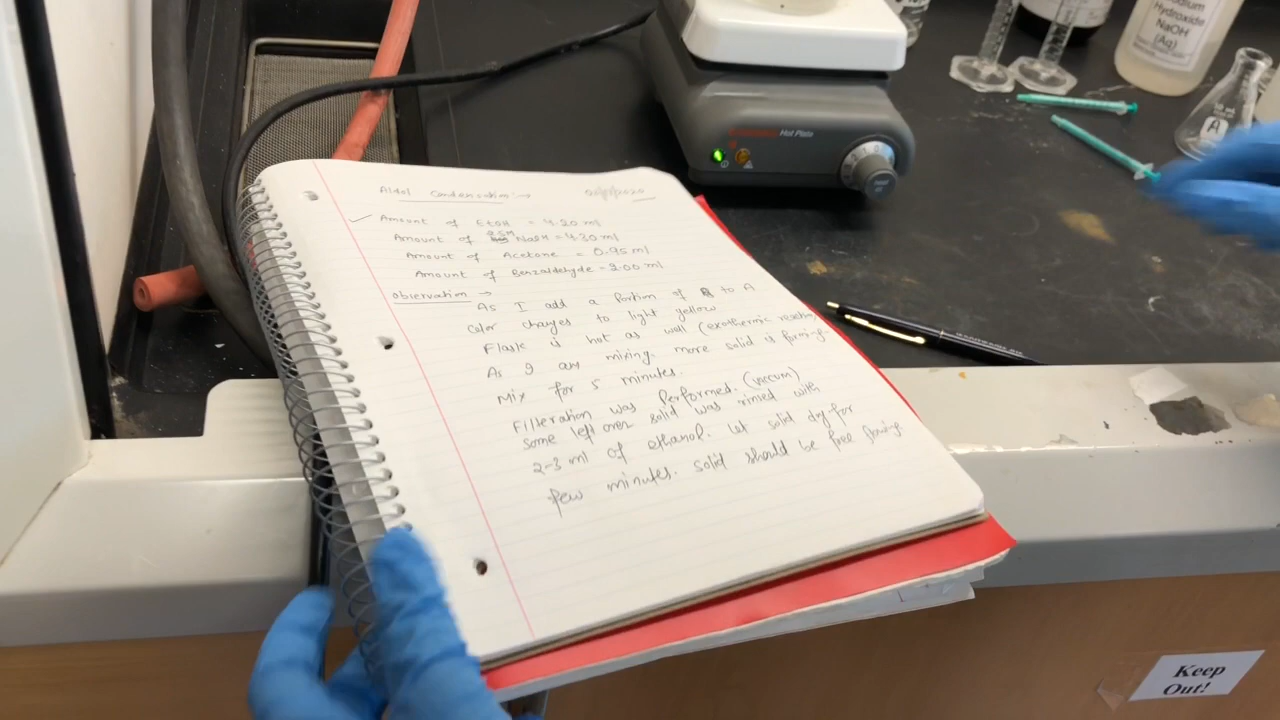 Aldol Condensation :→
Amount of EtOH = 4.20 ml
Amount of 2.5M NaOH = 4.30 ml
Amount of Acetone = 0.95 ml
Amount of Benzaldehyde = 2.00 ml
Observation →
As I add a portion of B to A
color changes to light yellow
Flask is hot as well (exothermic reaction
As I am mixing. more solid is forming.
Mix for 5 minutes.
Filteration was Performed. (vaccum)
some left over solid was rinsed with
2-3 ml of ethanol. Let solid dry for
few minutes. solid should be free flowing.
Hot Plate
Hydroxide
NaOH
(Aq)
A
Keep
Out!